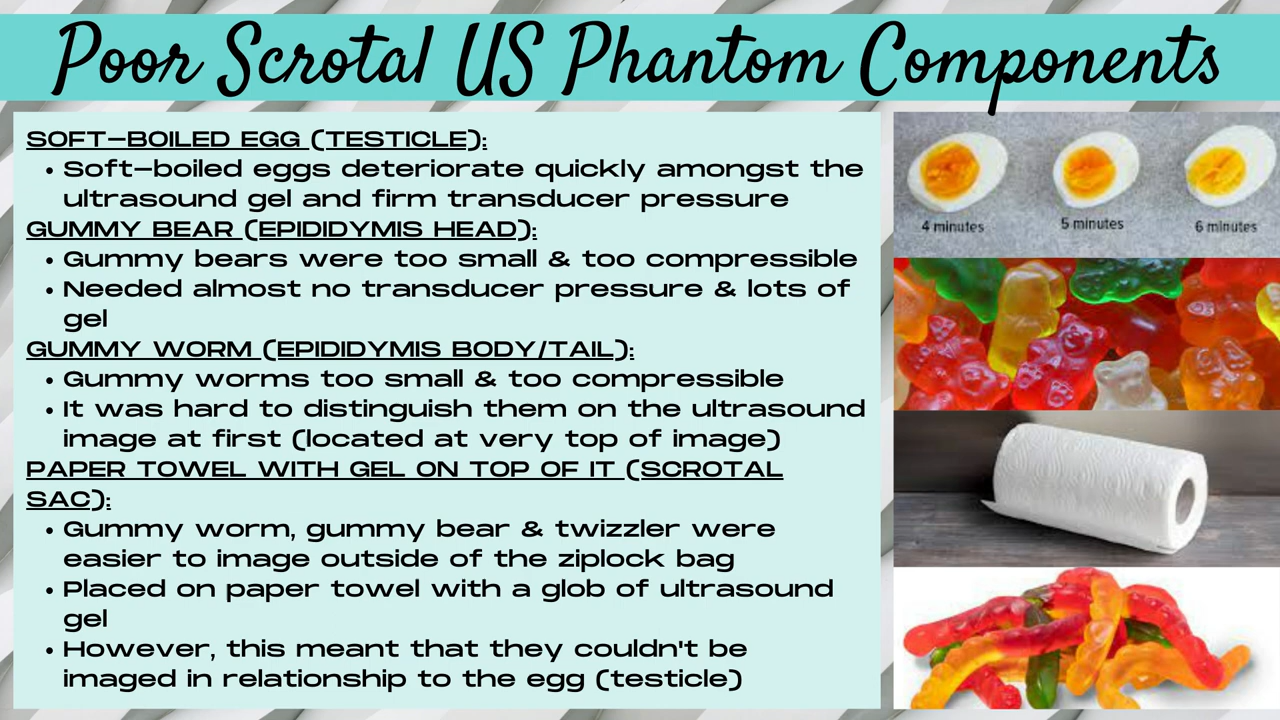 Poor Scrotal US Phantom Components
SOFT-BOILED EGG (TESTICLE):
• Soft-boiled eggs deteriorate quickly amongst the
ultrasound gel and firm transducer pressure
GUMMY BEAR (EPIDIDYMIS HEAD):
• Gummy bears were too small & too compressible
• Needed almost no transducer pressure & lots of
gel
GUMMY WORM (EPIDIDYMIS BODY/TAIL):
• Gummy worms too small & too compressible
• It was hard to distinguish them on the ultrasound
image at first (located at very top of image)
PAPER TOWEL WITH GEL ON TOP OF IT (SCROTAL
SAC):
• Gummy worm, gummy bear & twizzler were
easier to image outside of the ziplock bag
• Placed on paper towel with a glob of ultrasound
gel
• However, this meant that they couldn't be
imaged in relationship to the egg (testicle)
4 minutes
5 minutes
6 minutes